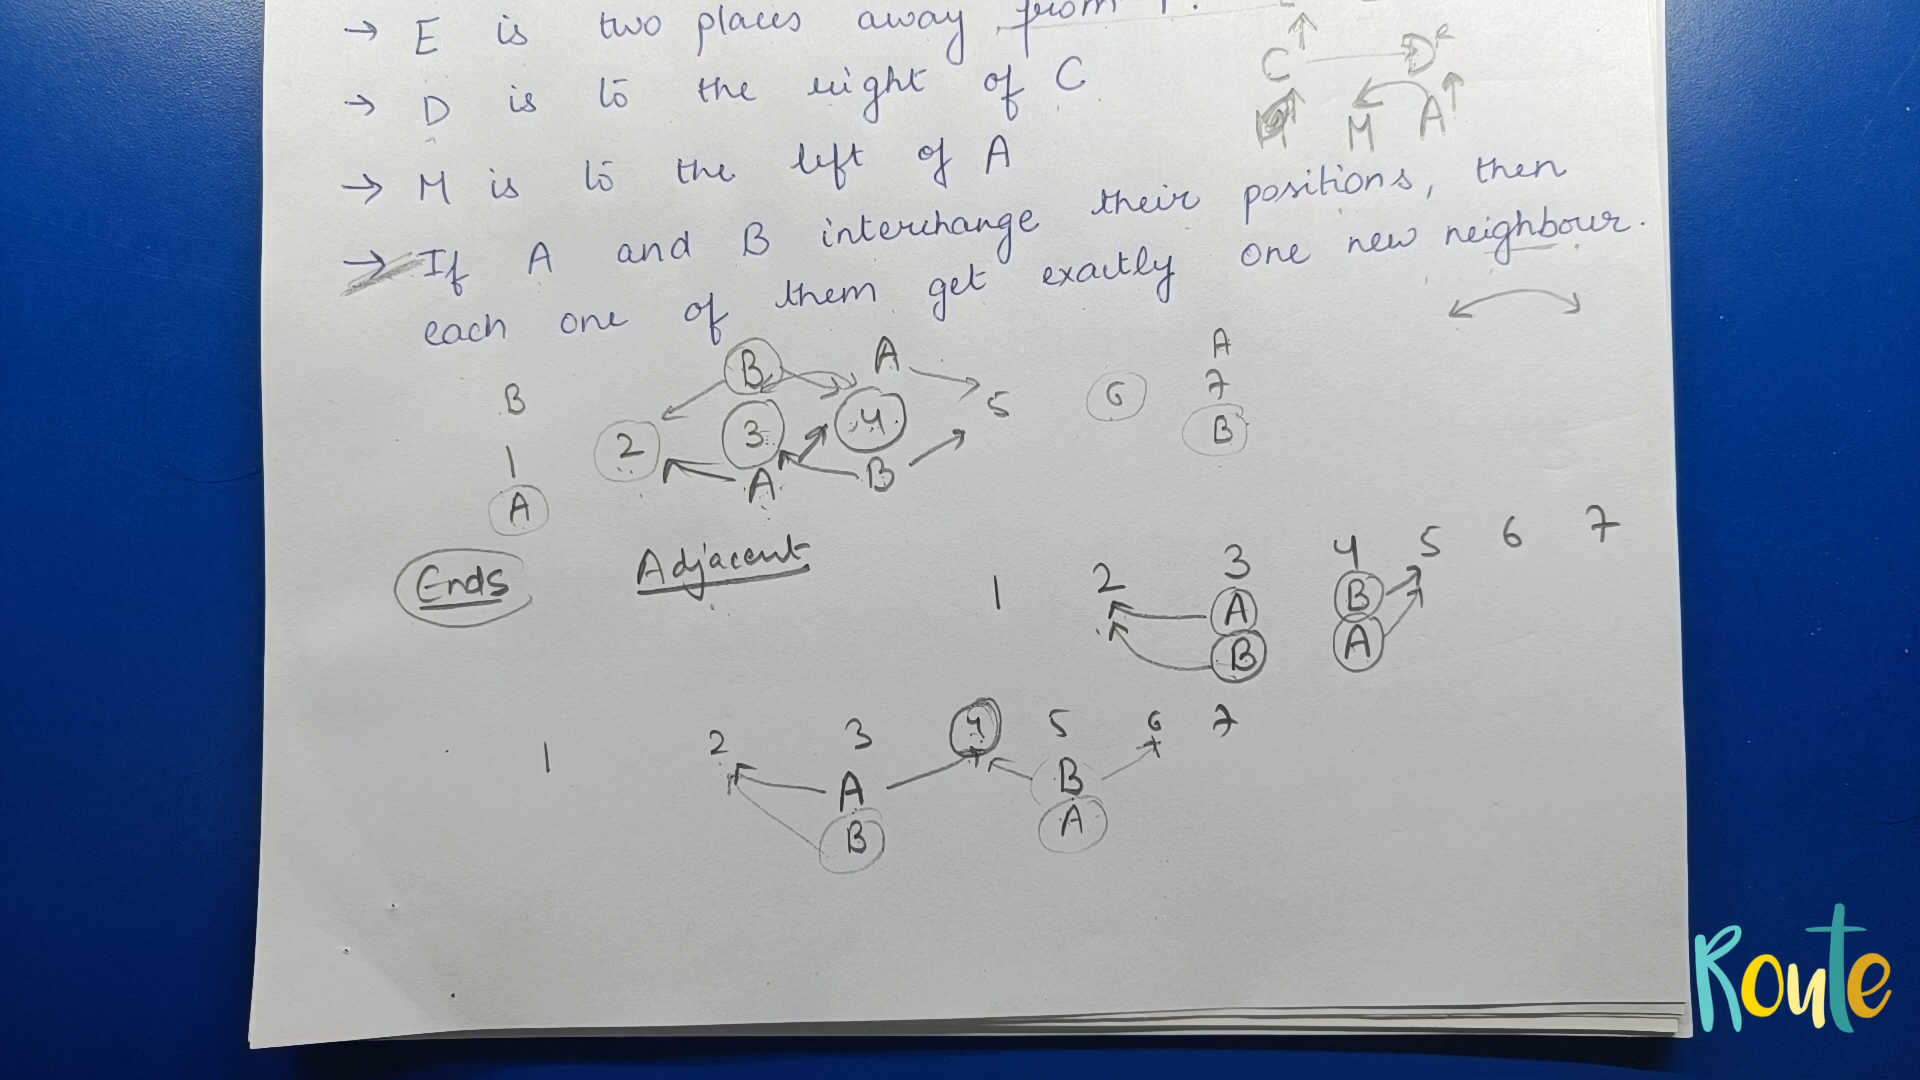 → E is two places away from
C → D
→ D is to the right of C
M A
→ M is to the left of A
→ If A and B interchange their positions, then
each one of them get exactly one new neighbour.
B A A
B 2 3 4 5 6 7
1 A B B
A
Ends Adjacent
1 2 3 4 5 6 7
A B
B A
1 2 3 4 5 6 7
A B
B A
Route